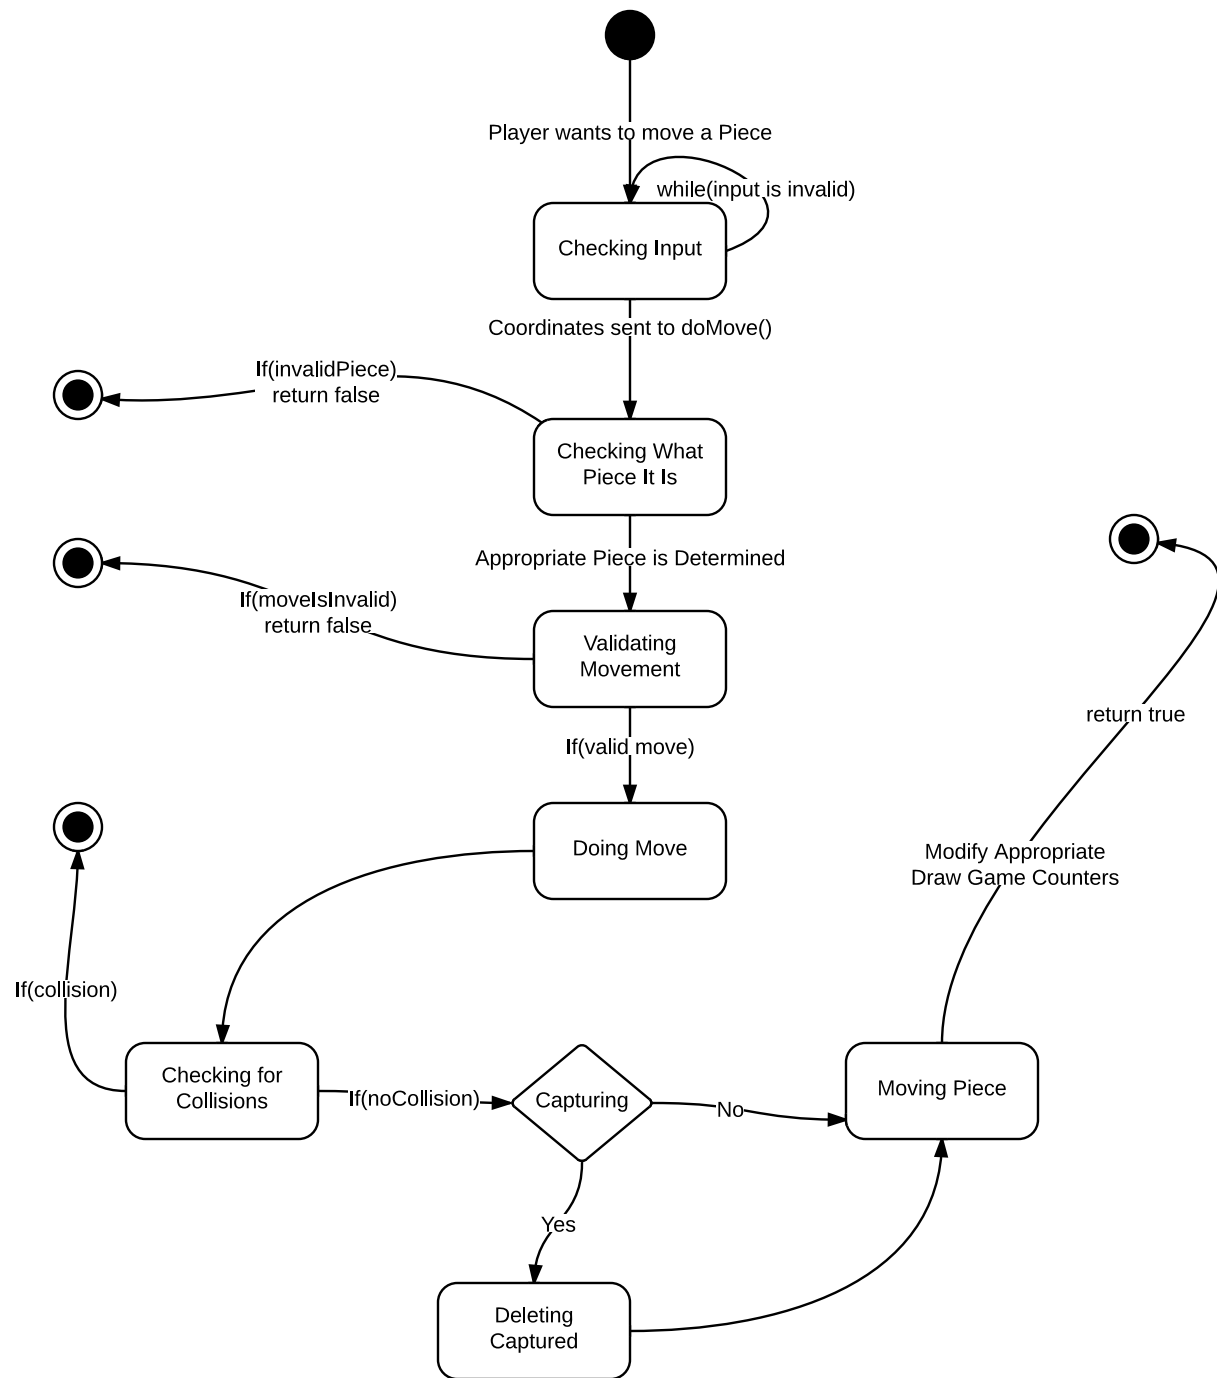 Player wants to move a Piece
while(input is invalid)
Checking Input
Coordinates sent to doMove()
If(invalidPiece)
return false
Checking What
Piece It Is
Appropriate Piece is Determined
If(moveIsInvalid)
return false
Validating
Movement
If(valid move)
return true
Doing Move
Modify Appropriate
Draw Game Counters
If(collision)
Checking for
Collisions
If(noCollision)
Capturing
No
Moving Piece
Yes
Deleting
Captured